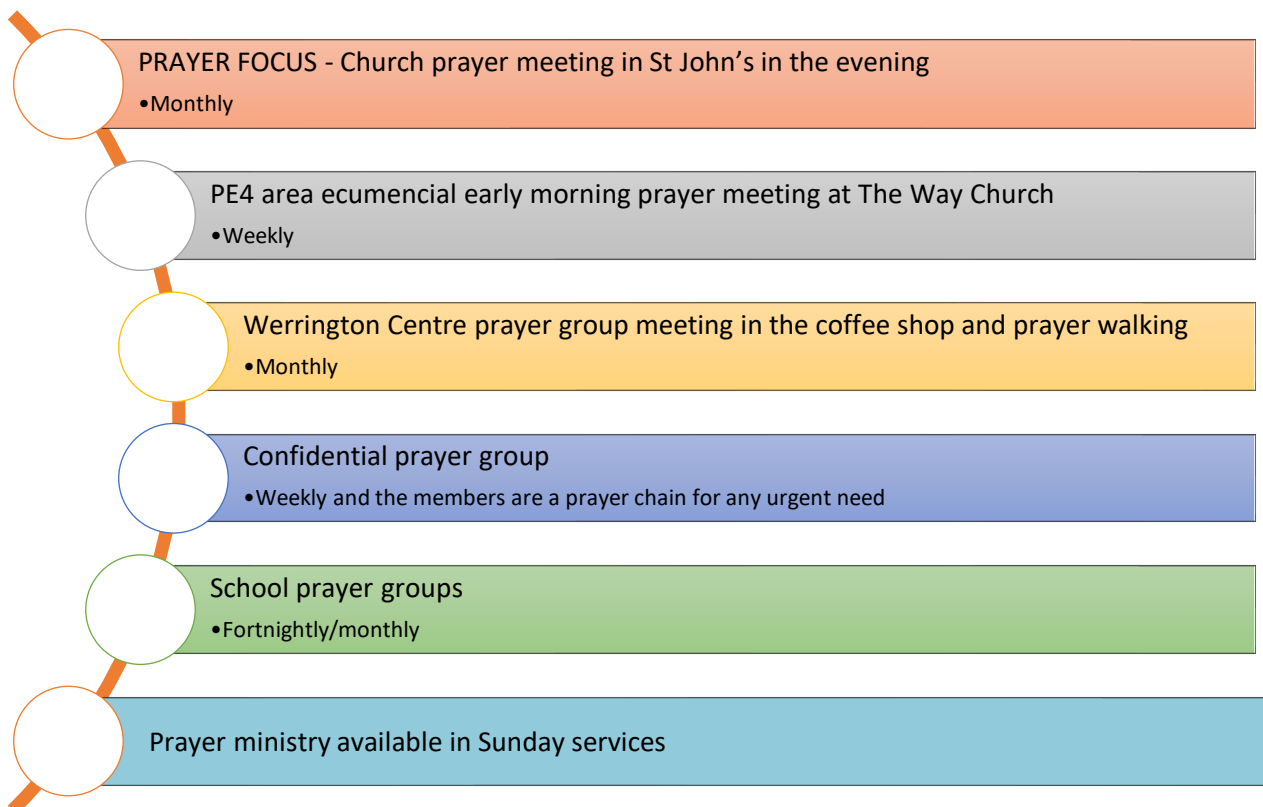 PRAYER FOCUS - Church prayer meeting in St John’s in the evening
•Monthly
PE4 area ecumencial early morning prayer meeting at The Way Church
•Weekly
Werrington Centre prayer group meeting in the coffee shop and prayer walking
•Monthly
Confidential prayer group
•Weekly and the members are a prayer chain for any urgent need
School prayer groups
•Fortnightly/monthly
Prayer ministry available in Sunday services